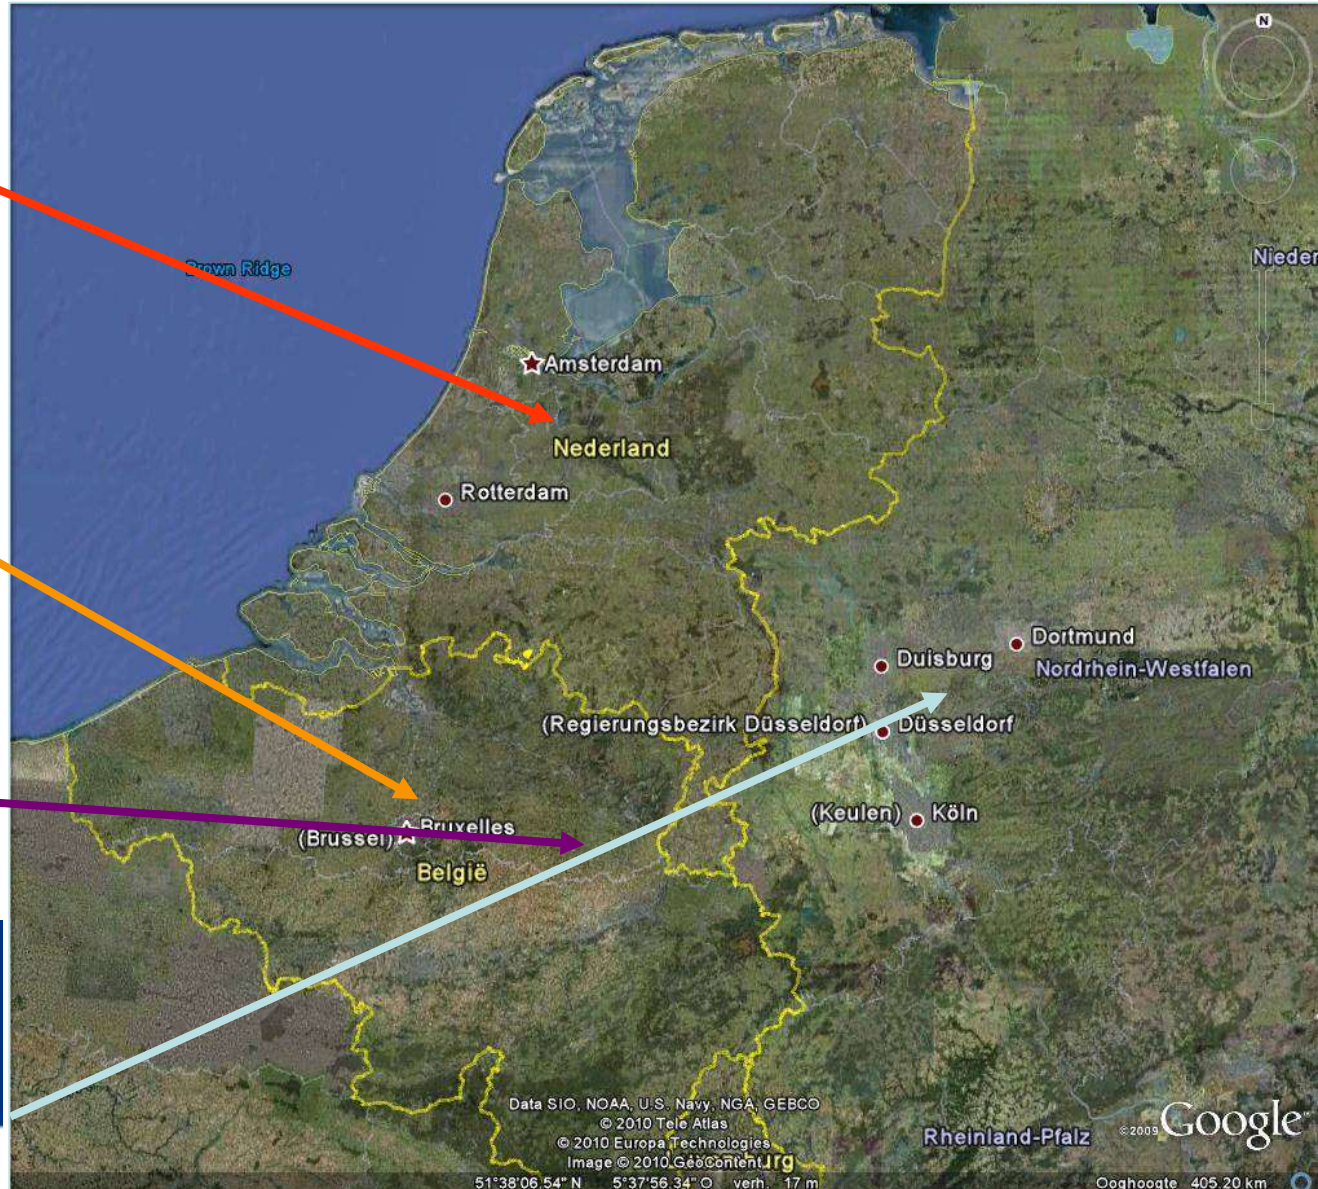 N
Brown Ridge
Nieder
Amsterdam
Nederland
Rotterdam
Dortmund
Duisburg
Nordrhein-Westfalen
(Regierungsbezirk Düsseldorf)
Düsseldorf
(Keulen)
Köln
Bruxelles
(Brussel)
België
Data SIO, NOAA, U.S. Navy, NGA, GEBCO
© 2010 Tele Atlas
© 2010 Europa Technologies
Image © 2010 GeoContent
Rheinland-Pfalz
©2009 Google™
51°38'06.54" N 5°37'56.34" O verh. 17 m
Ooghoogte 405.20 km